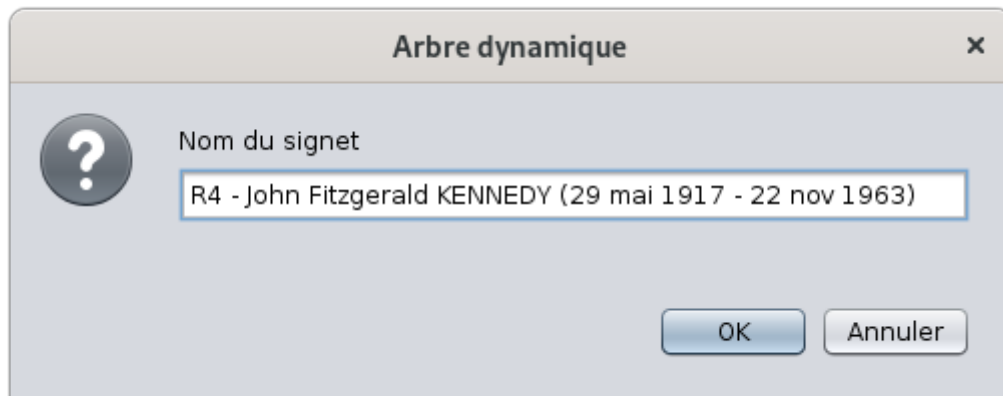 Arbre dynamique
Nom du signet
R4 - John Fitzgerald KENNEDY (29 mai 1917 - 22 nov 1963)
OK Annuler